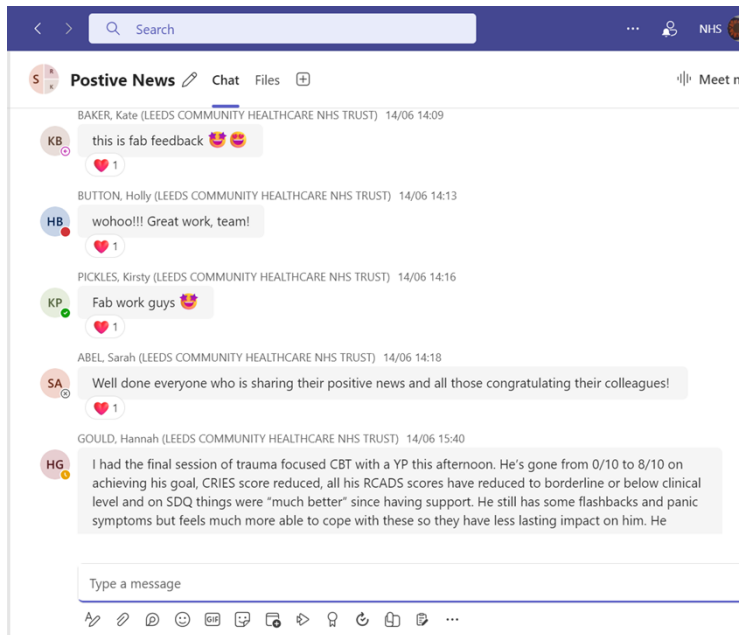 Search
NHS
S R K
Postive News Chat Files
Meet n
BAKER, Kate (LEEDS COMMUNITY HEALTHCARE NHS TRUST) 14/06 14:09
KB
this is fab feedback 🤩😍
❤️ 1
BUTTON, Holly (LEEDS COMMUNITY HEALTHCARE NHS TRUST) 14/06 14:13
HB
wohoo!!! Great work, team!
❤️ 1
PICKLES, Kirsty (LEEDS COMMUNITY HEALTHCARE NHS TRUST) 14/06 14:16
KP
Fab work guys 🤩
❤️ 1
ABEL, Sarah (LEEDS COMMUNITY HEALTHCARE NHS TRUST) 14/06 14:18
SA
Well done everyone who is sharing their positive news and all those congratulating their colleagues!
❤️ 1
GOULD, Hannah (LEEDS COMMUNITY HEALTHCARE NHS TRUST) 14/06 15:40
HG
I had the final session of trauma focused CBT with a YP this afternoon. He's gone from 0/10 to 8/10 on
achieving his goal, CRIES score reduced, all his RCADS scores have reduced to borderline or below clinical
level and on SDQ things were “much better” since having support. He still has some flashbacks and panic
symptoms but feels much more able to cope with these so they have less lasting impact on him. He
Type a message
GIF